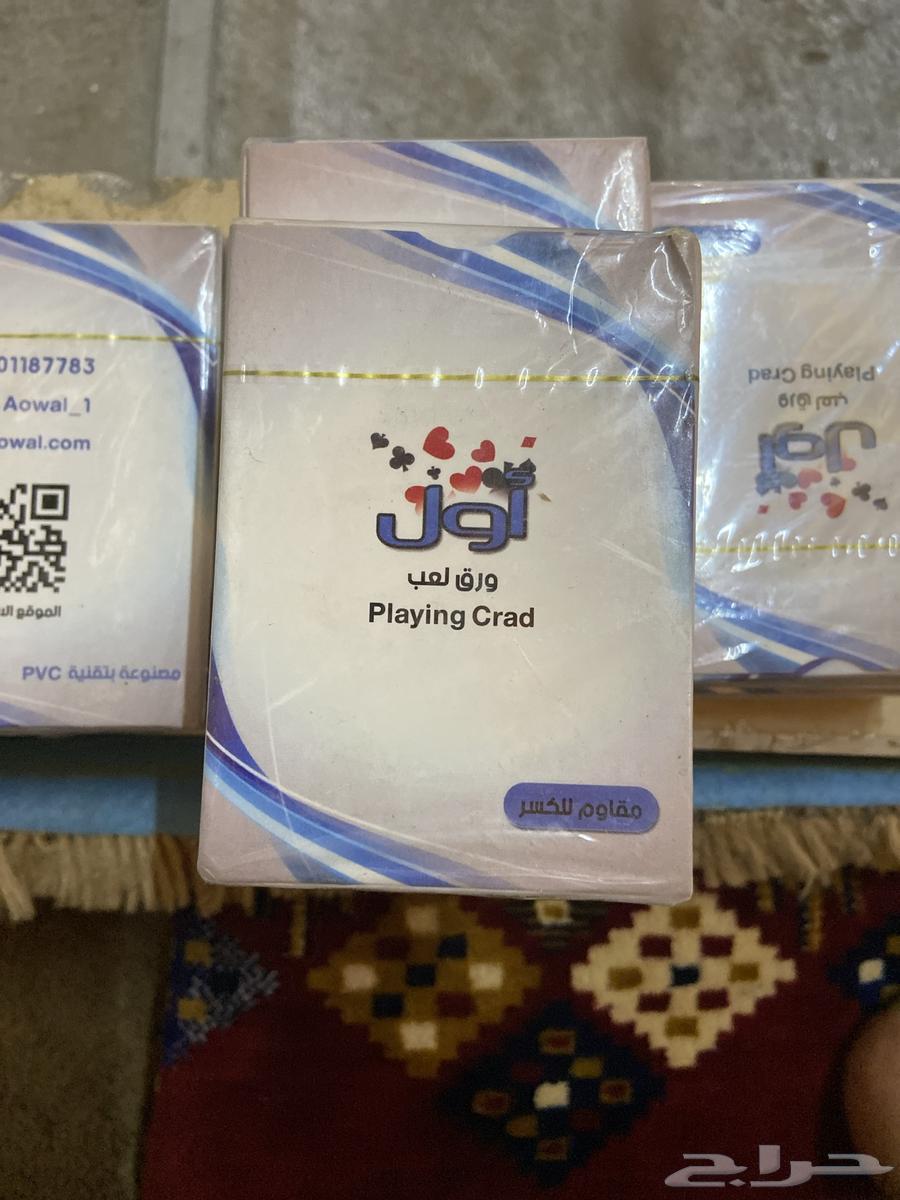 أول
ورق لعب
Playing Crad
مقاوم للكسر
01187783
Aowal_1
owal.com
الموقع
مصنوعة بتقنية PVC
Playing Crad
ورق لعب
أول
حراج